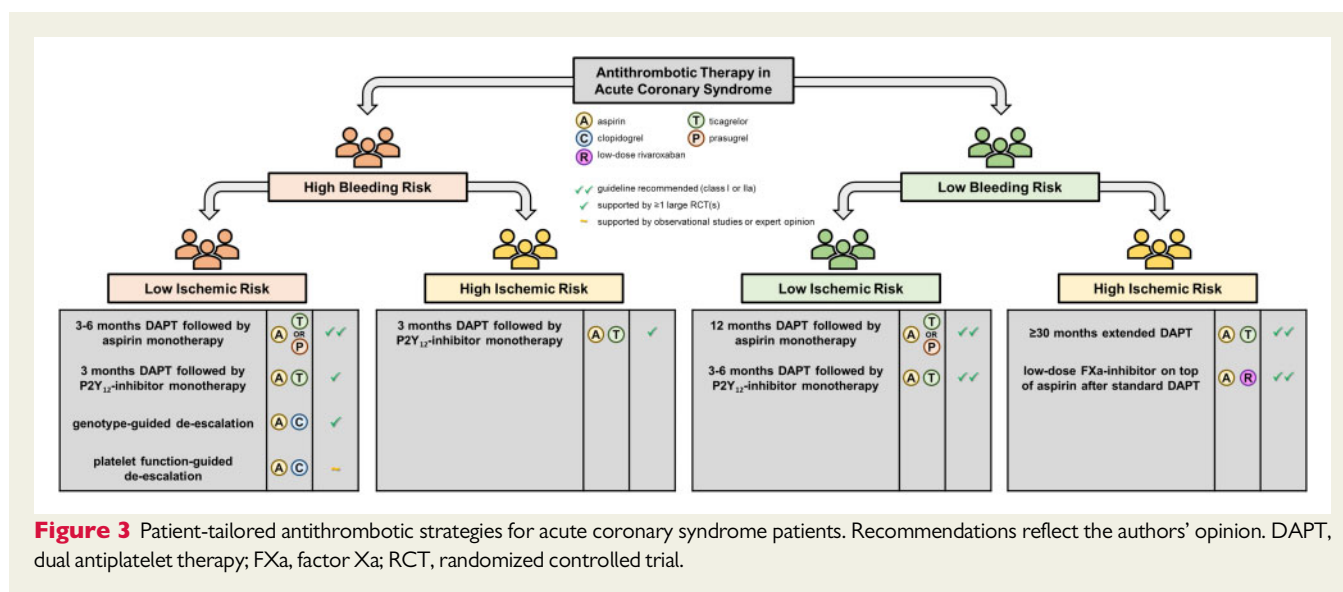 Antithrombotic Therapy in
Acute Coronary Syndrome
A aspirin
T ticagrelor
C clopidogrel
P prasugrel
R low-dose rivaroxaban
✓✓ guideline recommended (class I or IIa)
✓ supported by ≥1 large RCT(s)
~ supported by observational studies or expert opinion
High Bleeding Risk
Low Bleeding Risk
Low Ischemic Risk
3-6 months DAPT followed by
aspirin monotherapy
A T OR P ✓✓
3 months DAPT followed by
P2Y₁₂-inhibitor monotherapy
A T ✓
genotype-guided de-escalation
A C ✓
platelet function-guided
de-escalation
A C ~
High Ischemic Risk
3 months DAPT followed by
P2Y₁₂-inhibitor monotherapy
A T ✓
Low Ischemic Risk
12 months DAPT followed by
aspirin monotherapy
A T OR P ✓✓
3-6 months DAPT followed by
P2Y₁₂-inhibitor monotherapy
A T ✓✓
High Ischemic Risk
≥30 months extended DAPT
A T ✓✓
low-dose FXa-inhibitor on top
of aspirin after standard DAPT
A R ✓✓
Figure 3 Patient-tailored antithrombotic strategies for acute coronary syndrome patients. Recommendations reflect the authors' opinion. DAPT,
dual antiplatelet therapy; FXa, factor Xa; RCT, randomized controlled trial.